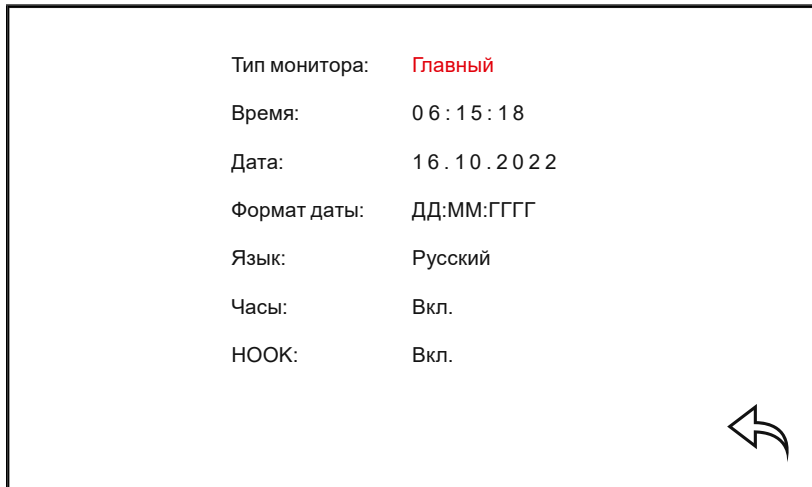 Тип монитора: Главный
Время: 06:15:18
Дата: 16.10.2022
Формат даты: ДД:ММ:ГГГГ
Язык: Русский
Часы: Вкл.
HOOK: Вкл.